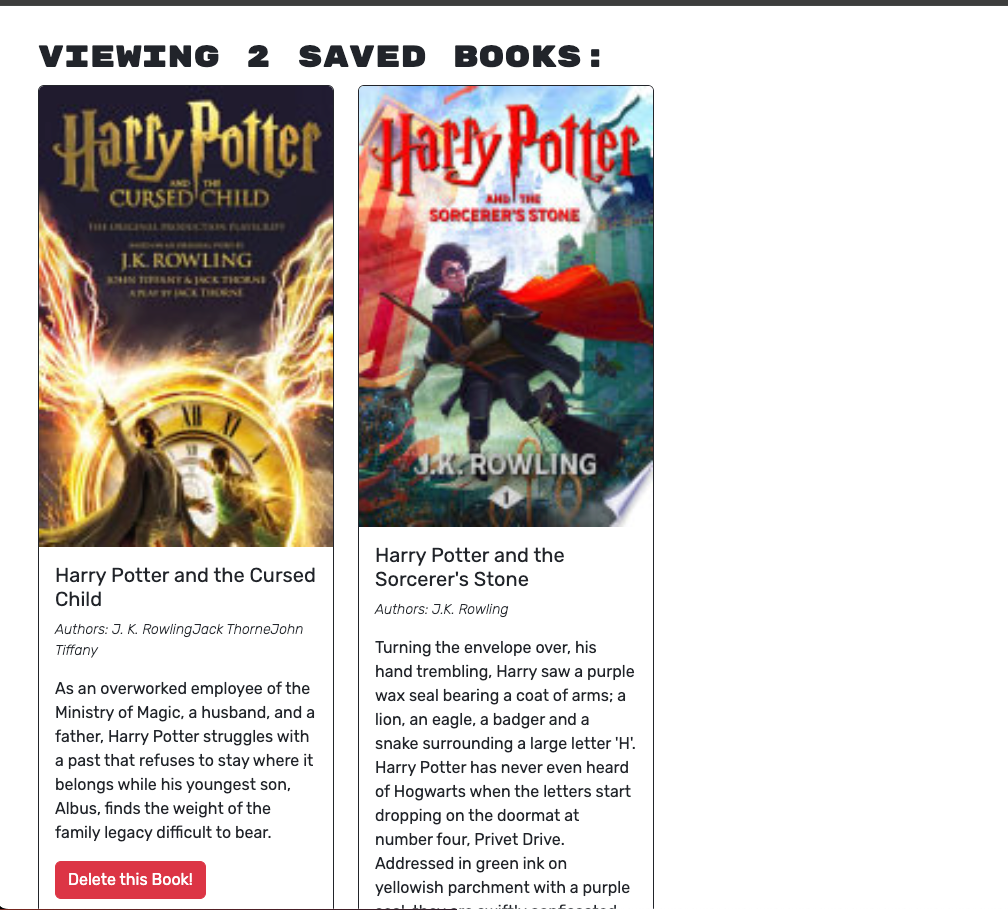 VIEWING 2 SAVED BOOKS:
Harry Potter
AND THE
CURSED CHILD
THE ORIGINAL PRODUCTION PLAYSCRIPT
BASED ON AN ORIGINAL STORY BY
J.K. ROWLING
JOHN TIFFANY & JACK THORNE
A PLAY BY JACK THORNE
XII
XI
Harry Potter and the Cursed
Child
Authors: J. K. RowlingJack ThorneJohn
Tiffany
As an overworked employee of the
Ministry of Magic, a husband, and a
father, Harry Potter struggles with
a past that refuses to stay where it
belongs while his youngest son,
Albus, finds the weight of the
family legacy difficult to bear.
Delete this Book!
Harry Potter
AND THE
SORCERER'S STONE
J.K. ROWLING
1
Harry Potter and the
Sorcerer's Stone
Authors: J.K. Rowling
Turning the envelope over, his
hand trembling, Harry saw a purple
wax seal bearing a coat of arms; a
lion, an eagle, a badger and a
snake surrounding a large letter 'H'.
Harry Potter has never even heard
of Hogwarts when the letters start
dropping on the doormat at
number four, Privet Drive.
Addressed in green ink on
yellowish parchment with a purple
seal, they are swiftly confiscated